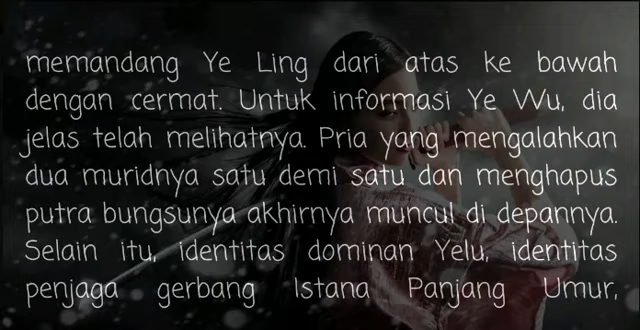 memandang Ye Ling dari atas ke bawah
dengan cermat. Untuk informasi Ye Wu, dia
jelas telah melihatnya. Pria yang mengalahkan
dua muridnya satu demi satu dan menghapus
putra bungsunya akhirnya muncul di depannya.
Selain itu, identitas dominan Yelu, identitas
penjaga gerbang Istana Panjang Umur,